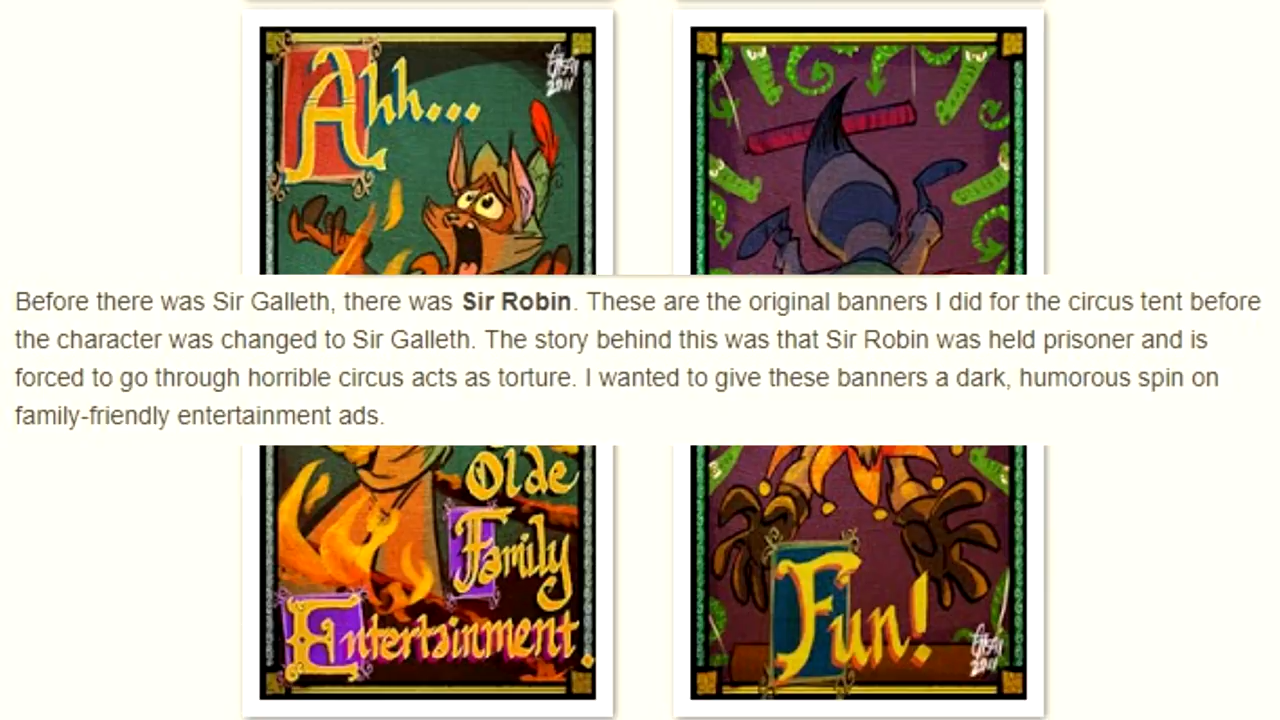 Ahh...
2011
Before there was Sir Galleth, there was Sir Robin. These are the original banners I did for the circus tent before
the character was changed to Sir Galleth. The story behind this was that Sir Robin was held prisoner and is
forced to go through horrible circus acts as torture. I wanted to give these banners a dark, humorous spin on
family-friendly entertainment ads.
Olde
Family
Entertainment.
Fun!
2011